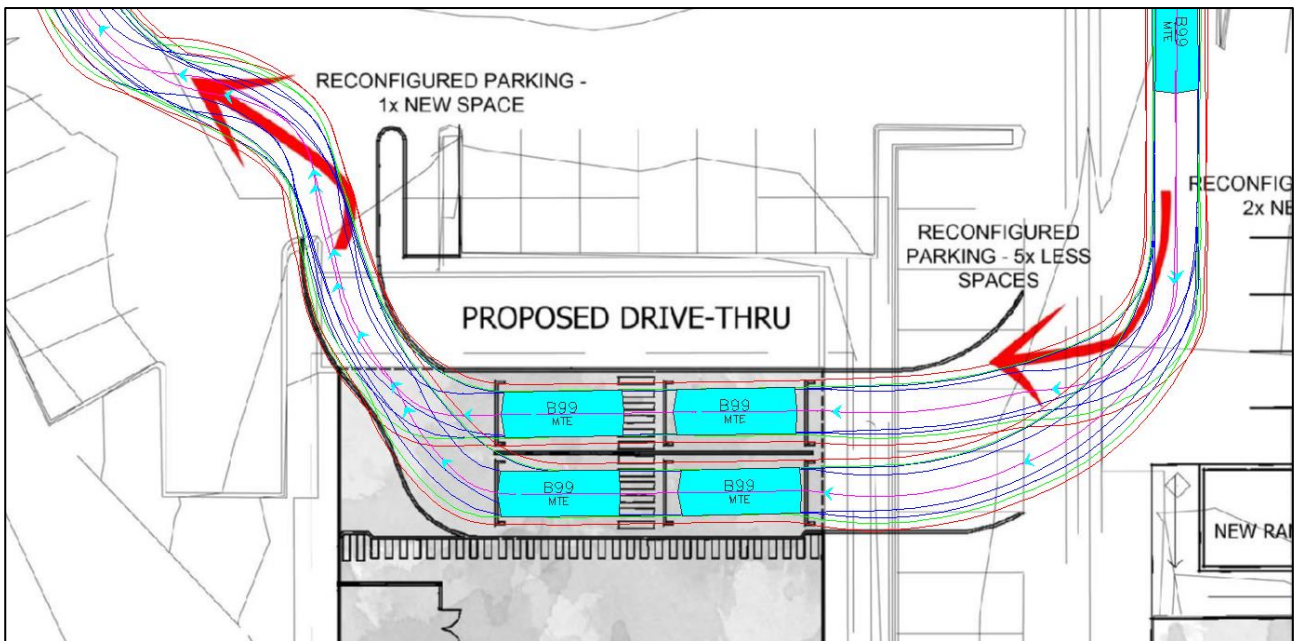 B99
MTE
RECONFIGURED PARKING -
1x NEW SPACE
RECONFIG
2x NE
RECONFIGURED
PARKING - 5x LESS
SPACES
PROPOSED DRIVE-THRU
B99
MTE
B99
MTE
B99
MTE
B99
MTE
NEW RA